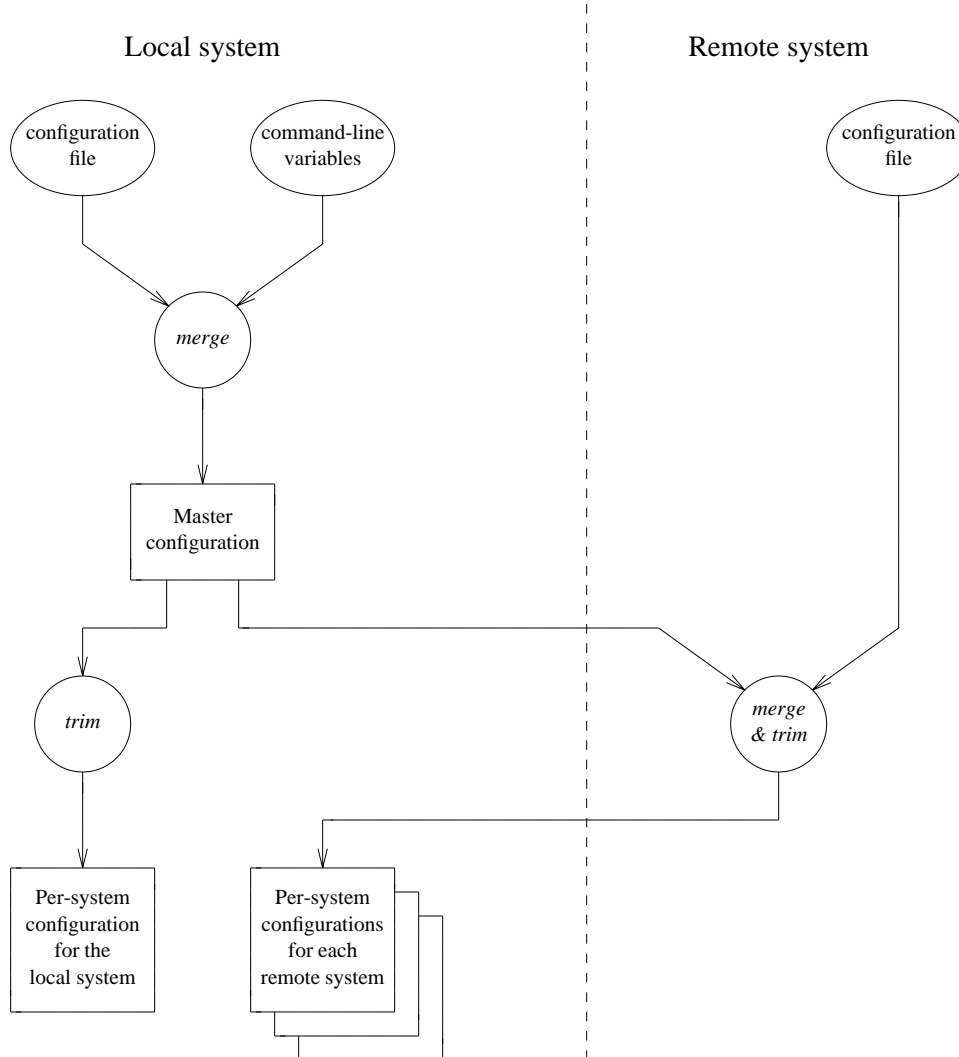 Local system
Remote system
configuration
file
command-line
variables
configuration
file
merge
Master
configuration
trim
merge
& trim
Per-system
configuration
for the
local system
Per-system
configurations
for each
remote system